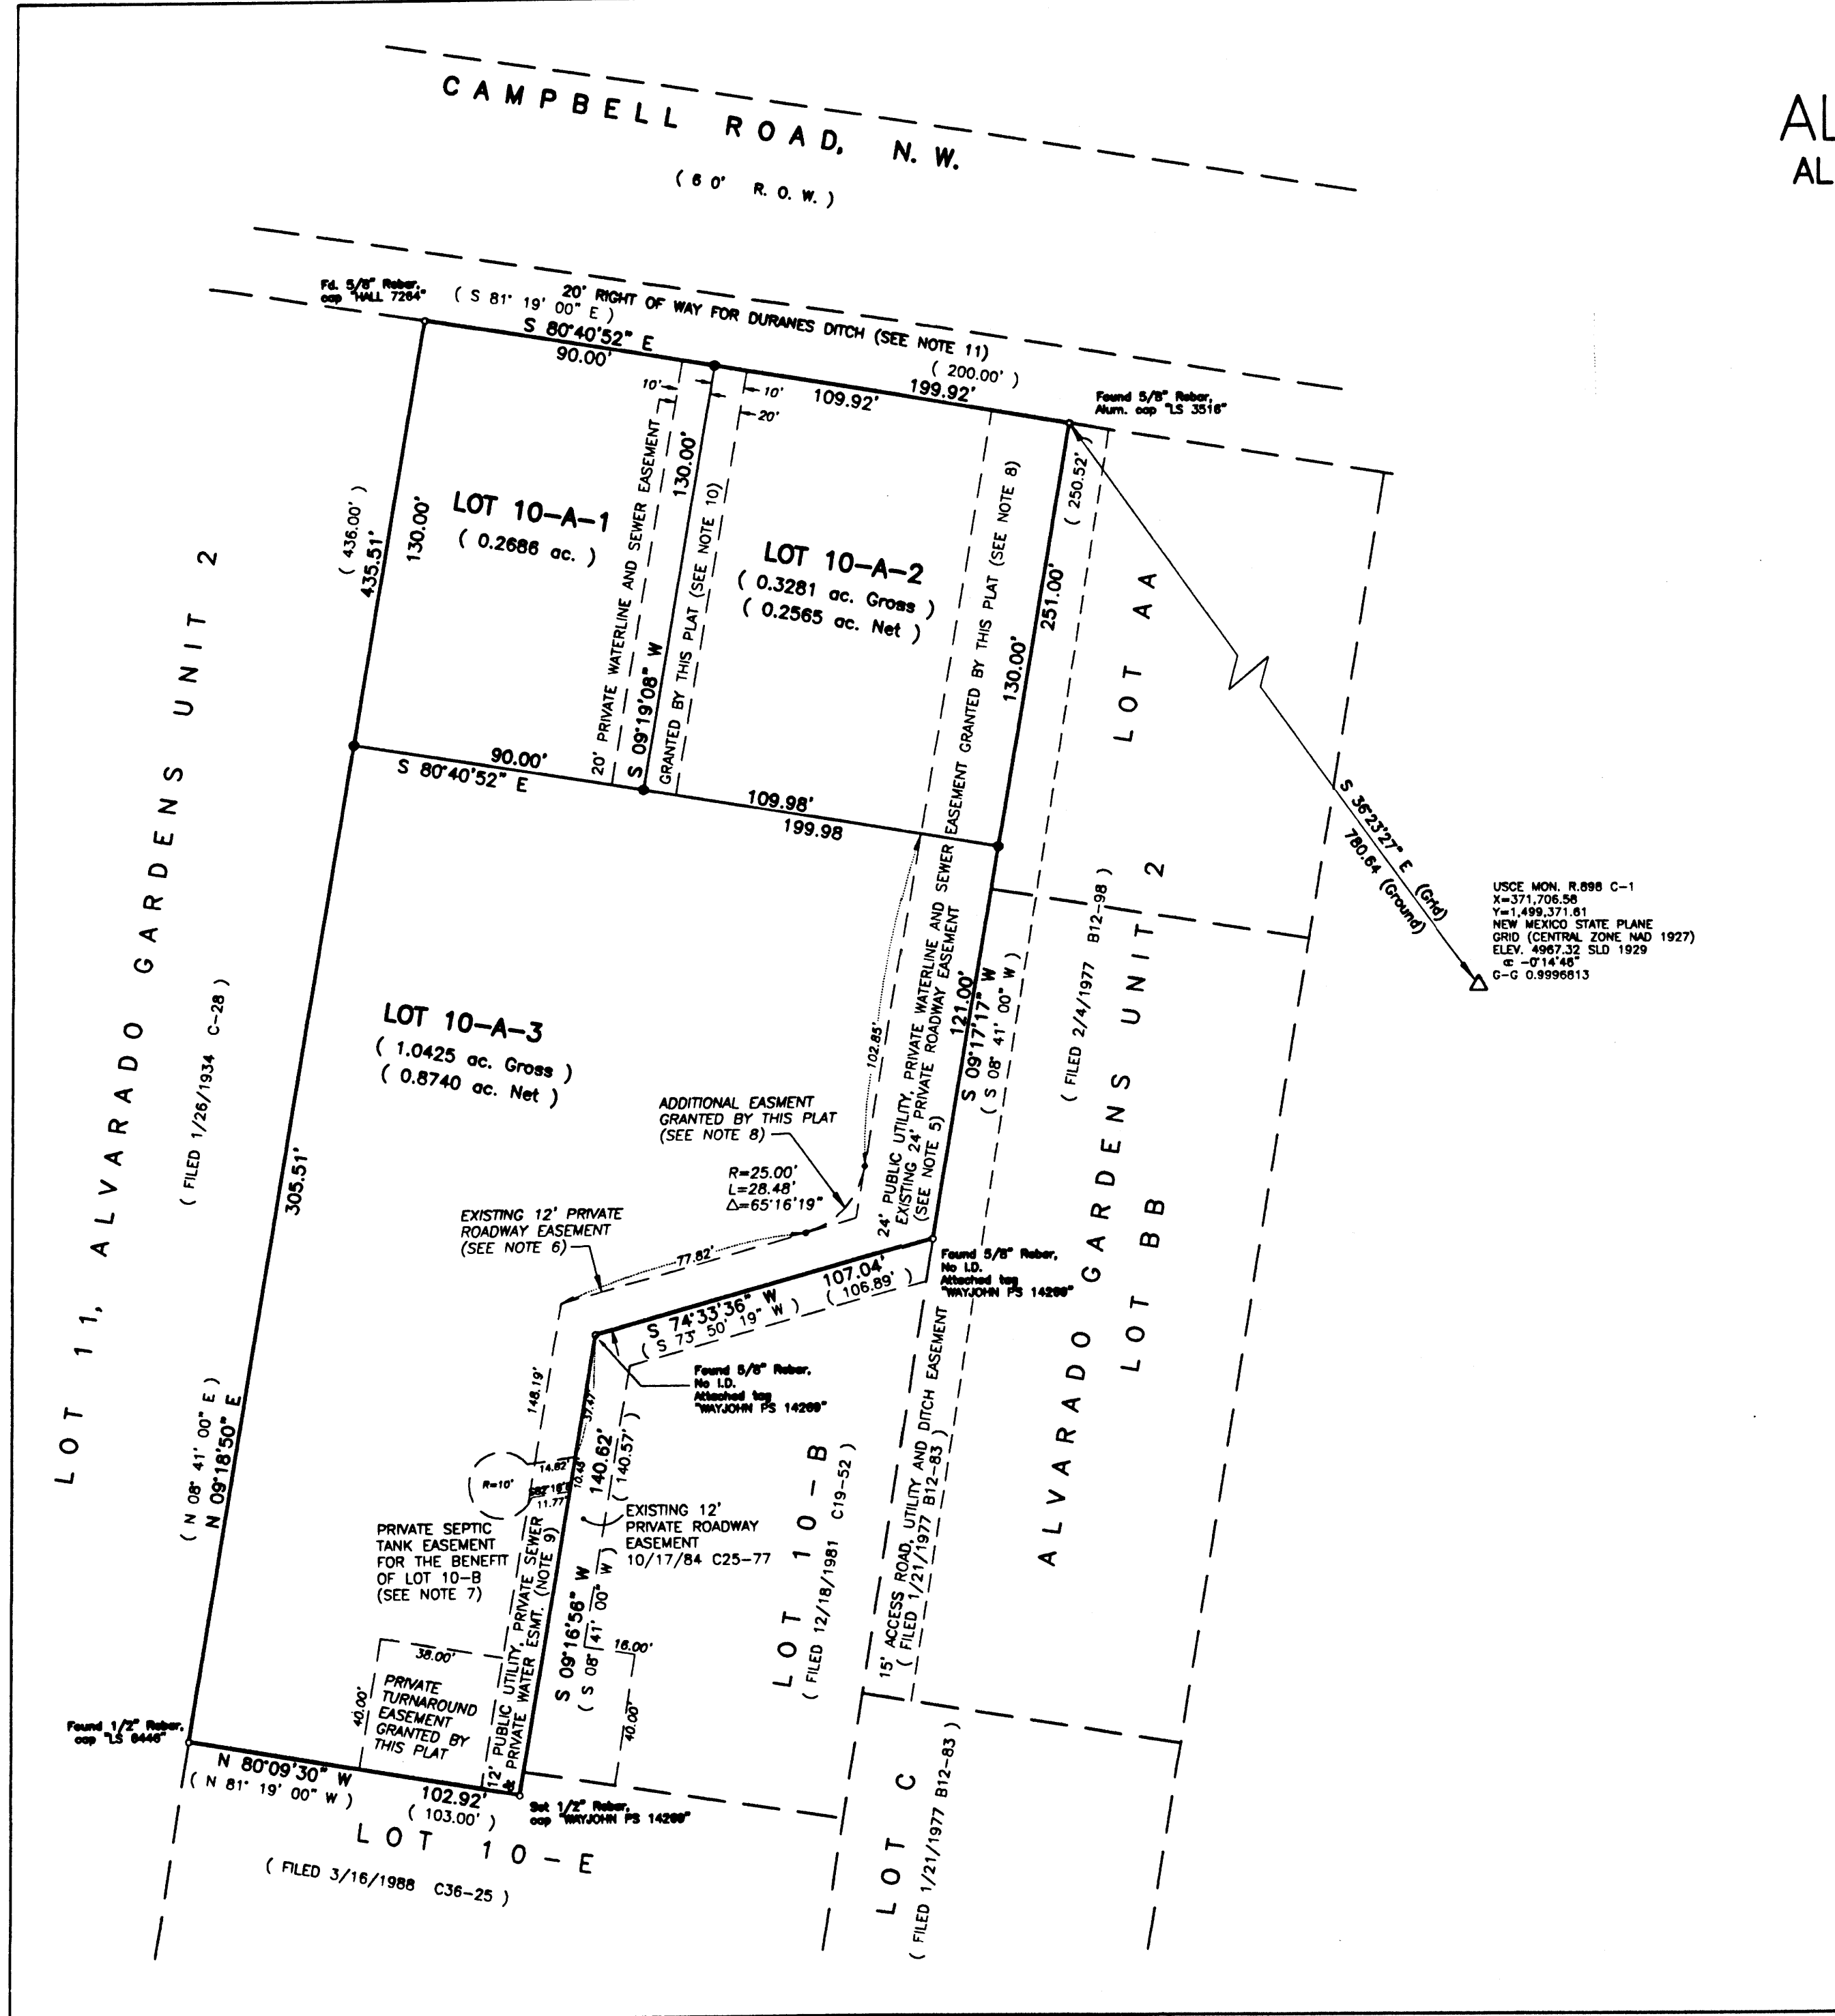 CAMPBELL ROAD, N. W.
( 60' R. O. W. )
AL
AL
Fd. 5/8" Rebar,
cap "HALL 7264"
( S 81° 19' 00" E )
20' RIGHT OF WAY FOR DURANES DITCH (SEE NOTE 11)
S 80°40'52" E
90.00'
( 200.00' )
199.92'
109.92'
Found 5/8" Rebar,
Alum. cap "LS 3516"
10'
10'
20'
( 436.00' )
435.51'
130.00'
LOT 10-A-1
( 0.2686 ac. )
20' PRIVATE WATERLINE AND SEWER EASEMENT
GRANTED BY THIS PLAT (SEE NOTE 10)
130.00'
S 09°19'08" W
LOT 10-A-2
( 0.3281 ac. Gross )
( 0.2565 ac. Net )
( 250.52' )
251.00'
130.00'
LOT AA
90.00'
S 80°40'52" E
109.98'
199.98
S 36°23'27" E (Grid)
780.64 (Ground)
USCE MON. R.898 C-1
X=371,706.58
Y=1,499,371.61
NEW MEXICO STATE PLANE
GRID (CENTRAL ZONE NAD 1927)
ELEV. 4967.32 SLD 1929
-0°14'46"
G-G 0.9996813
LOT 11, ALVARADO GARDENS UNIT 2
( FILED 1/26/1934 C-28 )
LOT 10-A-3
( 1.0425 ac. Gross )
( 0.8740 ac. Net )
305.51'
102.85'
24' PUBLIC UTILITY, PRIVATE WATERLINE AND SEWER EASEMENT GRANTED BY THIS PLAT (SEE NOTE 8)
EXISTING 24' PRIVATE ROADWAY EASEMENT
(SEE NOTE 5)
121.00'
S 09°17'17" W
( S 08° 41' 00" W )
( FILED 2/4/1977 B12-98 )
ALVARADO GARDENS UNIT 2
LOT BB
ADDITIONAL EASMENT
GRANTED BY THIS PLAT
(SEE NOTE 8)
R=25.00'
L=28.48'
Δ=65°16'19"
EXISTING 12' PRIVATE
ROADWAY EASEMENT
(SEE NOTE 6)
77.82'
107.04'
( 106.89' )
S 74°33'36" W
( S 73° 50' 19" W )
Found 5/8" Rebar,
No I.D.
Attached tag
"WAYJOHN PS 14269"
Found 5/8" Rebar,
No I.D.
Attached tag
"WAYJOHN PS 14269"
148.19'
37.47'
140.62'
( 140.57' )
R=10'
14.62'
10.45'
11.77'
( N 08° 41' 00" E )
N 09°18'50" E
PRIVATE SEPTIC
TANK EASEMENT
FOR THE BENEFIT
OF LOT 10-B
(SEE NOTE 7)
EXISTING 12'
PRIVATE ROADWAY
EASEMENT
10/17/84 C25-77
12' PUBLIC UTILITY, PRIVATE SEWER
& PRIVATE WATER ESMT. (NOTE 9)
S 09°16'56" W
( S 08° 41' 00" W )
LOT 10-B
( FILED 12/18/1981 C19-52 )
15' ACCESS ROAD, UTILITY AND DITCH EASEMENT
( FILED 1/21/1977 B12-83 )
38.00'
16.00'
40.00'
40.00'
PRIVATE
TURNAROUND
EASEMENT
GRANTED BY
THIS PLAT
Found 1/2" Rebar,
cap "LS 6446"
N 80°09'30" W
( N 81° 19' 00" W )
102.92'
( 103.00' )
Set 1/2" Rebar,
cap "WAYJOHN PS 14269"
LOT 10-E
( FILED 3/16/1988 C36-25 )
LOT C
( FILED 1/21/1977 B12-83 )